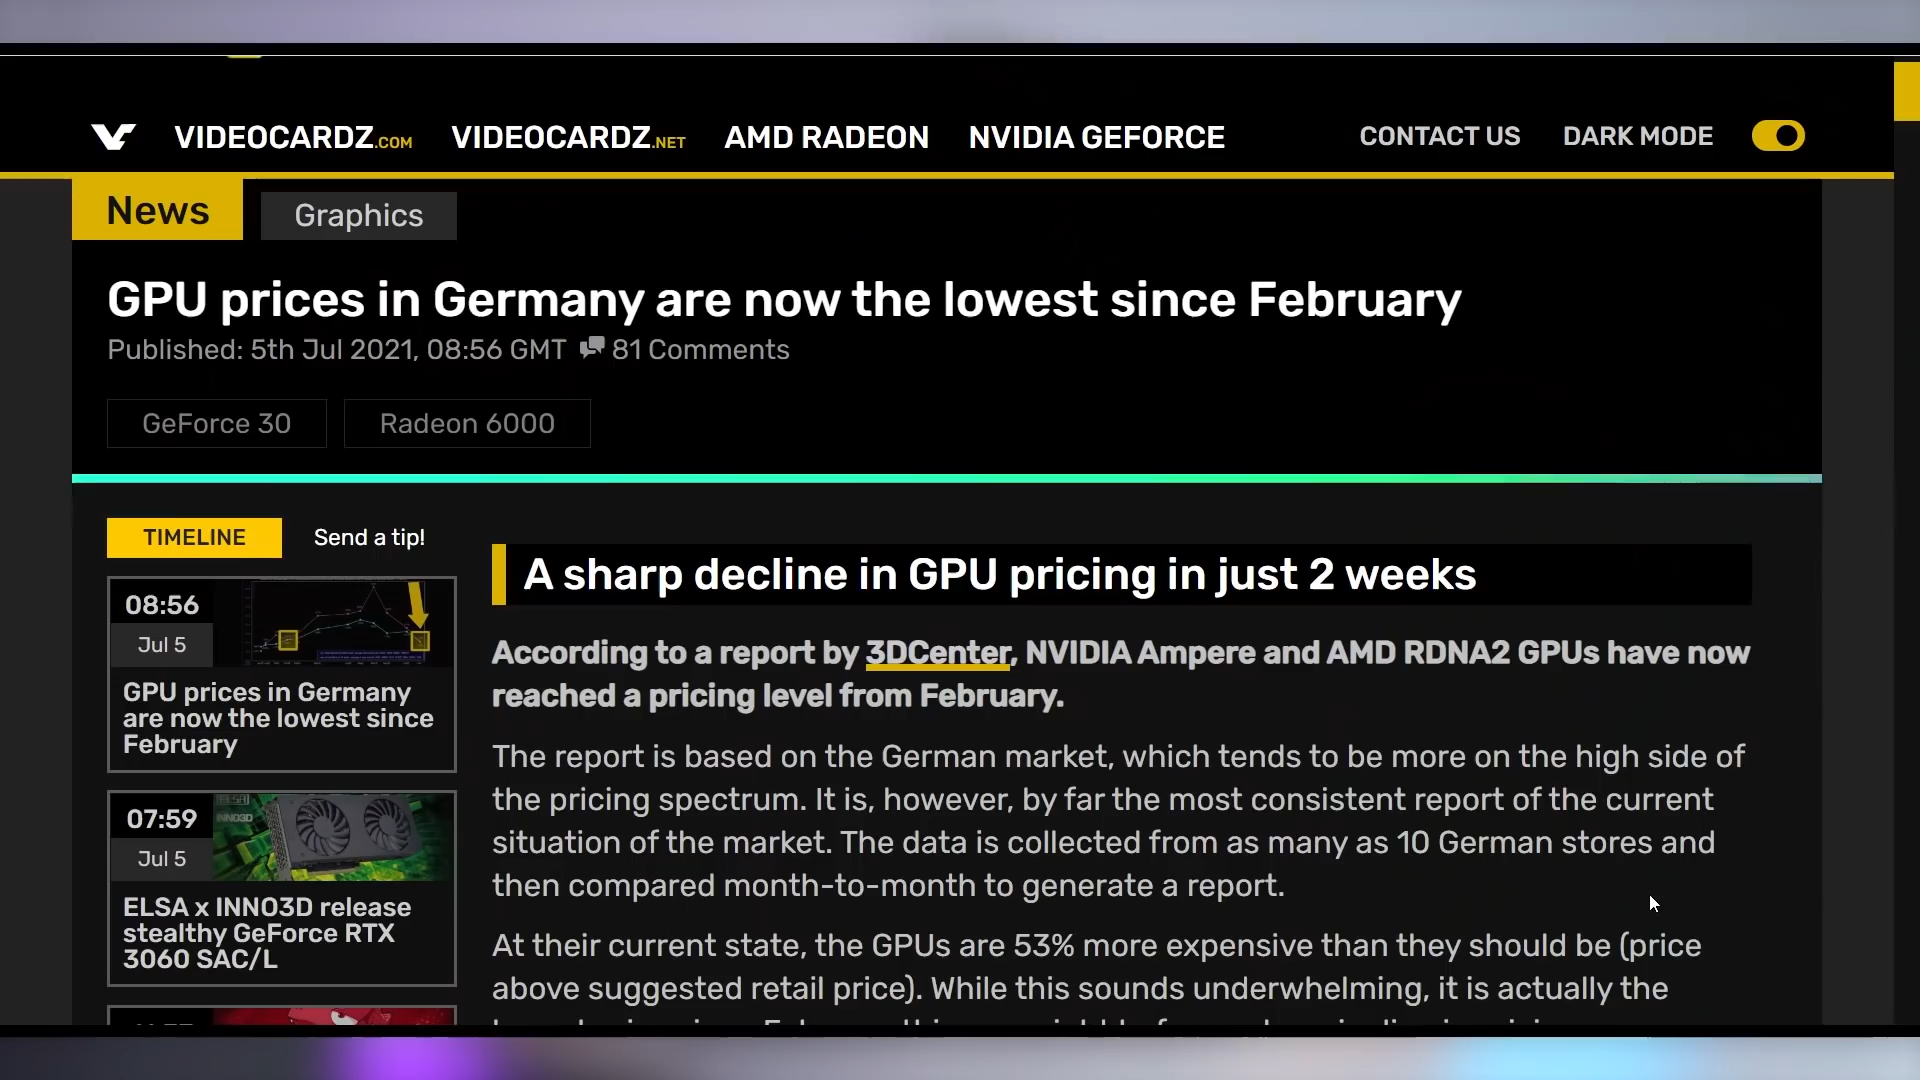 VIDEOCARDZ.COM VIDEOCARDZ.NET AMD RADEON NVIDIA GEFORCE CONTACT US DARK MODE
News Graphics
GPU prices in Germany are now the lowest since February
Published: 5th Jul 2021, 08:56 GMT 81 Comments
GeForce 30 Radeon 6000
TIMELINE Send a tip!
08:56
Jul 5
GPU prices in Germany
are now the lowest since
February
07:59
Jul 5
ELSA
INNO3D
ELSA x INNO3D release
stealthy GeForce RTX
3060 SAC/L
A sharp decline in GPU pricing in just 2 weeks
According to a report by 3DCenter, NVIDIA Ampere and AMD RDNA2 GPUs have now
reached a pricing level from February.
The report is based on the German market, which tends to be more on the high side of
the pricing spectrum. It is, however, by far the most consistent report of the current
situation of the market. The data is collected from as many as 10 German stores and
then compared month-to-month to generate a report.
At their current state, the GPUs are 53% more expensive than they should be (price
above suggested retail price). While this sounds underwhelming, it is actually the